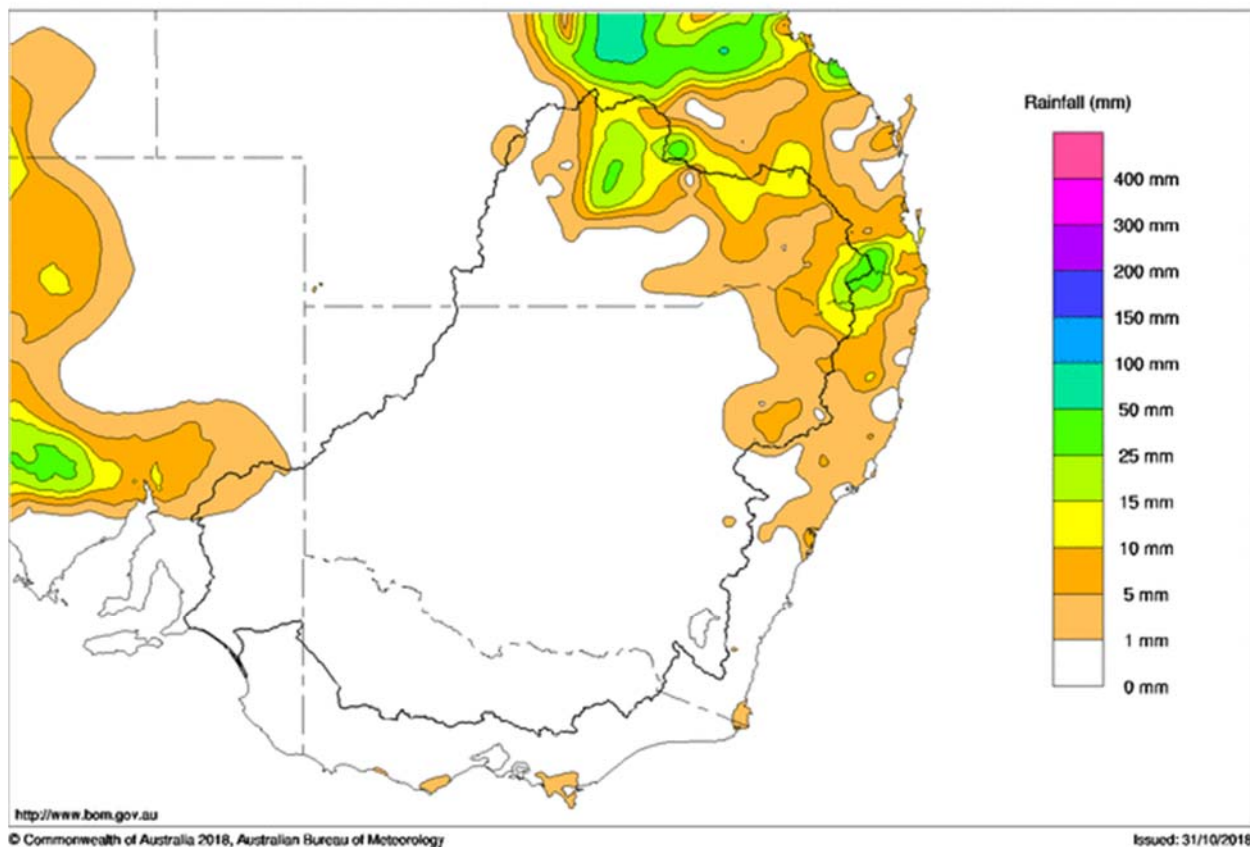 Rainfall (mm)
400 mm
300 mm
200 mm
150 mm
100 mm
50 mm
25 mm
15 mm
10 mm
5 mm
1 mm
0 mm
http://www.bom.gov.au
© Commonwealth of Australia 2018, Australian Bureau of Meteorology
Issued: 31/10/2018